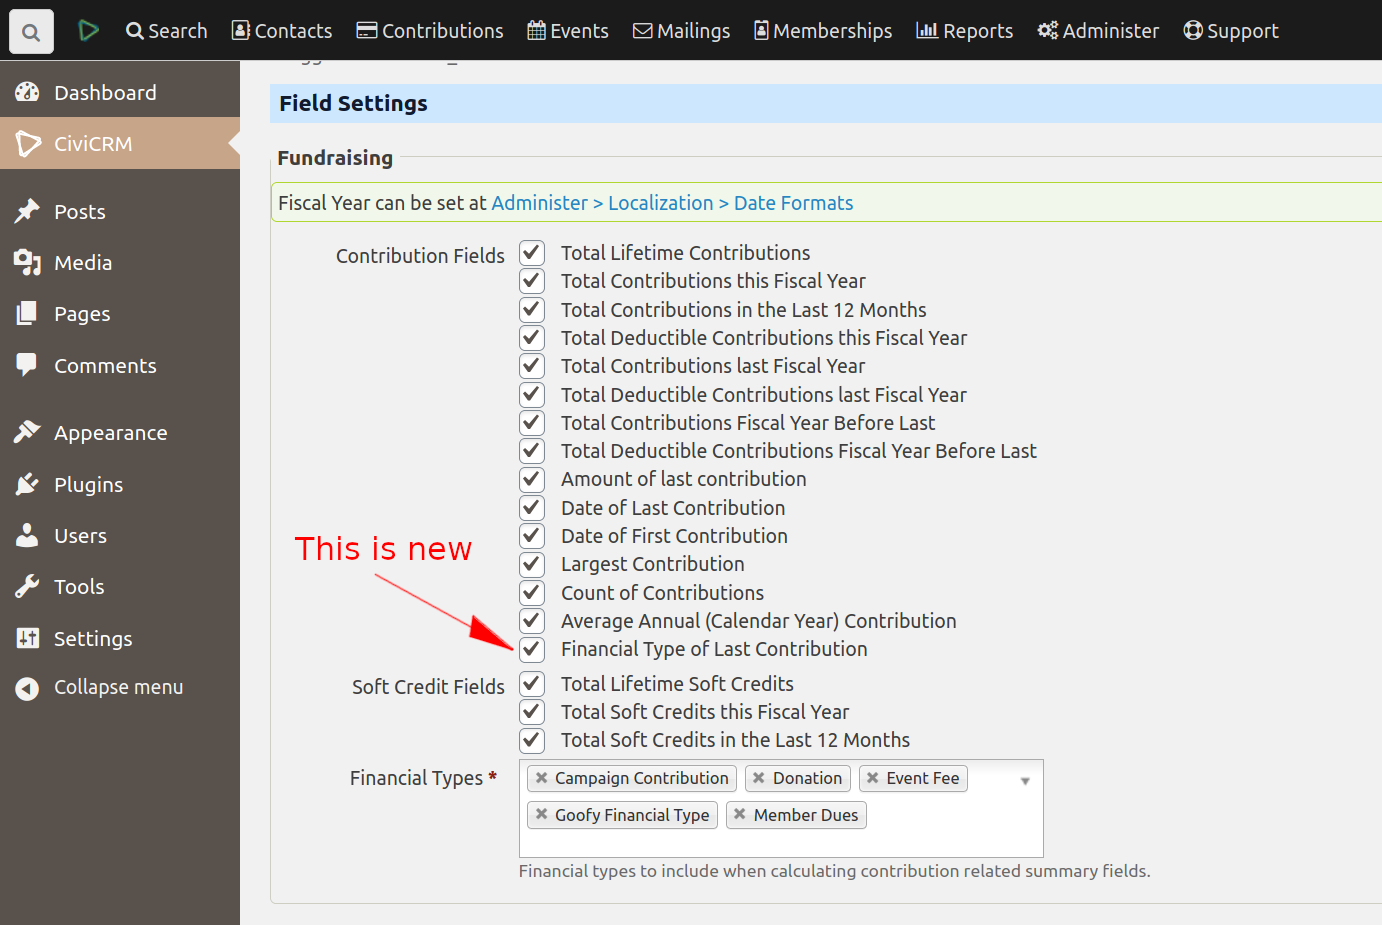 Search
Contacts
Contributions
Events
Mailings
Memberships
Reports
Administer
Support
Dashboard
CiviCRM
Posts
Media
Pages
Comments
Appearance
Plugins
Users
Tools
Settings
Collapse menu
Field Settings
Fundraising
Fiscal Year can be set at Administer > Localization > Date Formats
Contribution Fields
Total Lifetime Contributions
Total Contributions this Fiscal Year
Total Contributions in the Last 12 Months
Total Deductible Contributions this Fiscal Year
Total Contributions last Fiscal Year
Total Deductible Contributions last Fiscal Year
Total Contributions Fiscal Year Before Last
Total Deductible Contributions Fiscal Year Before Last
Amount of last contribution
Date of Last Contribution
Date of First Contribution
Largest Contribution
Count of Contributions
Average Annual (Calendar Year) Contribution
Financial Type of Last Contribution
This is new
Soft Credit Fields
Total Lifetime Soft Credits
Total Soft Credits this Fiscal Year
Total Soft Credits in the Last 12 Months
Financial Types *
Campaign Contribution
Donation
Event Fee
Goofy Financial Type
Member Dues
Financial types to include when calculating contribution related summary fields.